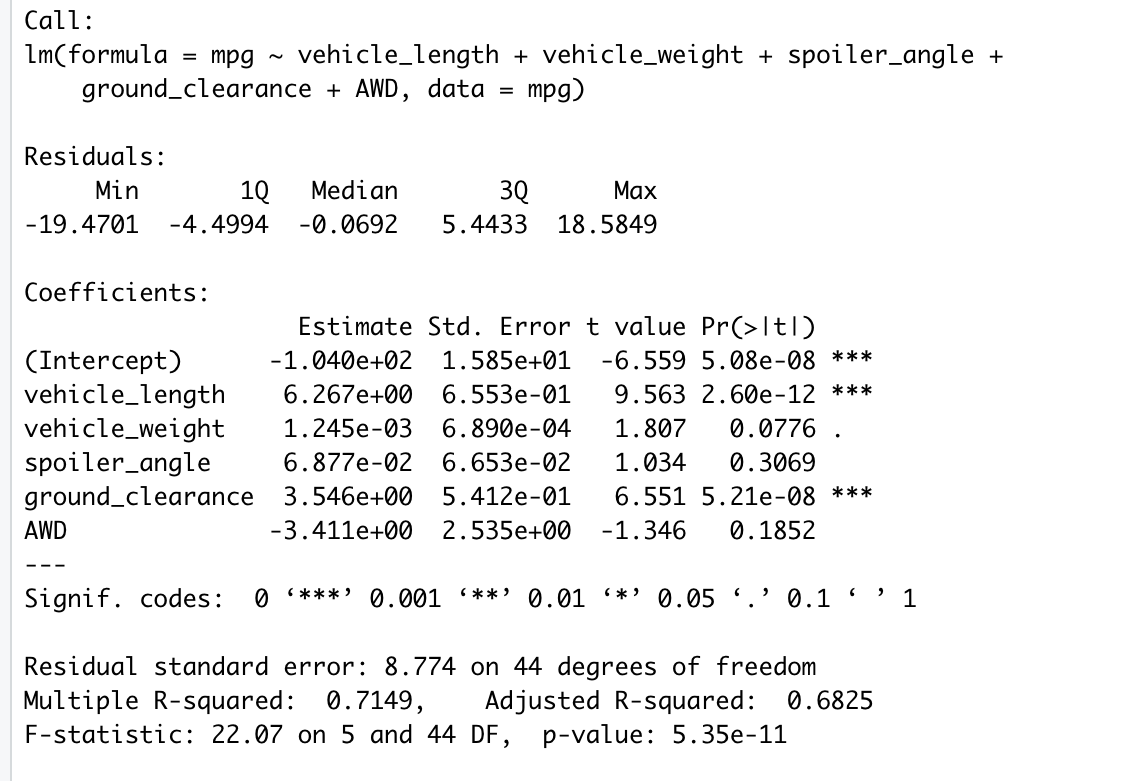 Call:
lm(formula = mpg ~ vehicle_length + vehicle_weight + spoiler_angle +
    ground_clearance + AWD, data = mpg)

Residuals:
     Min       1Q   Median       3Q      Max
-19.4701  -4.4994  -0.0692   5.4433  18.5849

Coefficients:
                   Estimate Std. Error t value Pr(>|t|)
(Intercept)      -1.040e+02  1.585e+01  -6.559 5.08e-08 ***
vehicle_length    6.267e+00  6.553e-01   9.563 2.60e-12 ***
vehicle_weight    1.245e-03  6.890e-04   1.807   0.0776 .
spoiler_angle     6.877e-02  6.653e-02   1.034   0.3069
ground_clearance  3.546e+00  5.412e-01   6.551 5.21e-08 ***
AWD              -3.411e+00  2.535e+00  -1.346   0.1852
---
Signif. codes:  0 ‘***’ 0.001 ‘**’ 0.01 ‘*’ 0.05 ‘.’ 0.1 ‘ ’ 1

Residual standard error: 8.774 on 44 degrees of freedom
Multiple R-squared:  0.7149,    Adjusted R-squared:  0.6825
F-statistic: 22.07 on 5 and 44 DF,  p-value: 5.35e-11